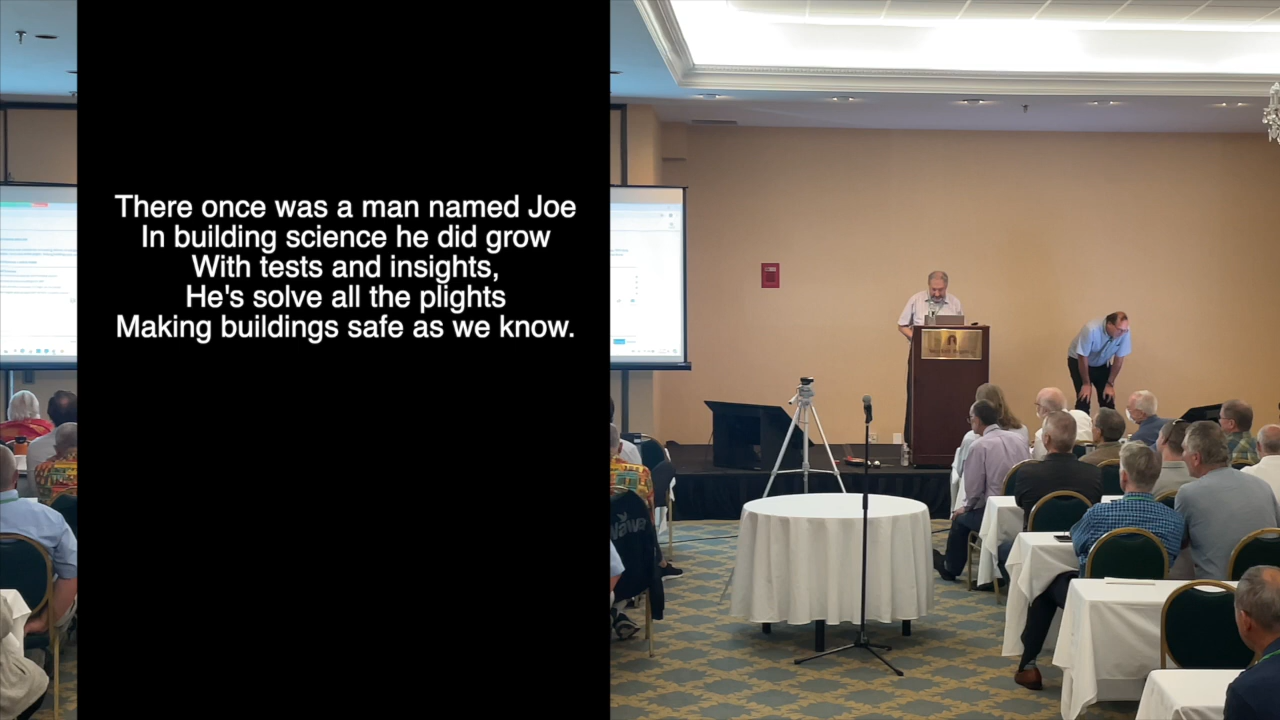 There once was a man named Joe
In building science he did grow
With tests and insights,
He's solve all the plights
Making buildings safe as we know.